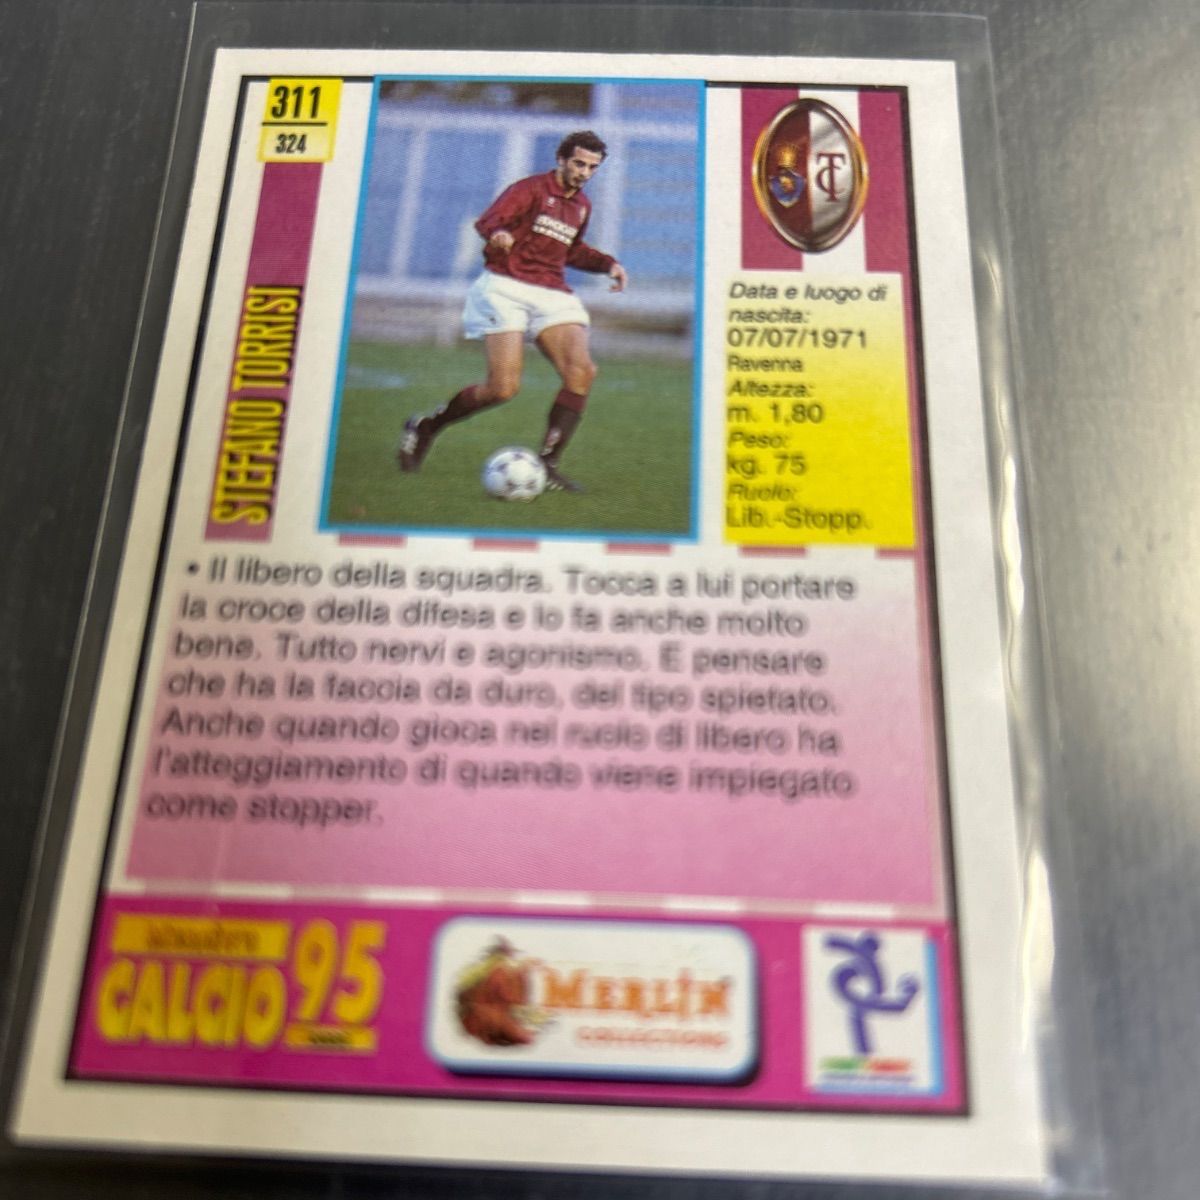 311
324
STEFANO TORRISI
TC
Data e luogo di
nascita:
07/07/1971
Ravenna
Altezza:
m. 1,80
Peso:
kg. 75
Ruolo:
Lib.-Stopp.
• Il libero della squadra. Tocca a lui portare
la croce della difesa e lo fa anche molto
bene. Tutto nervi e agonismo. E pensare
che ha la faccia da duro, del tipo spietato.
Anche quando gioca nel ruolo di libero ha
l'atteggiamento di quando viene impiegato
come stopper.
CALCIO 95
MERLIN
COLLECTIONS